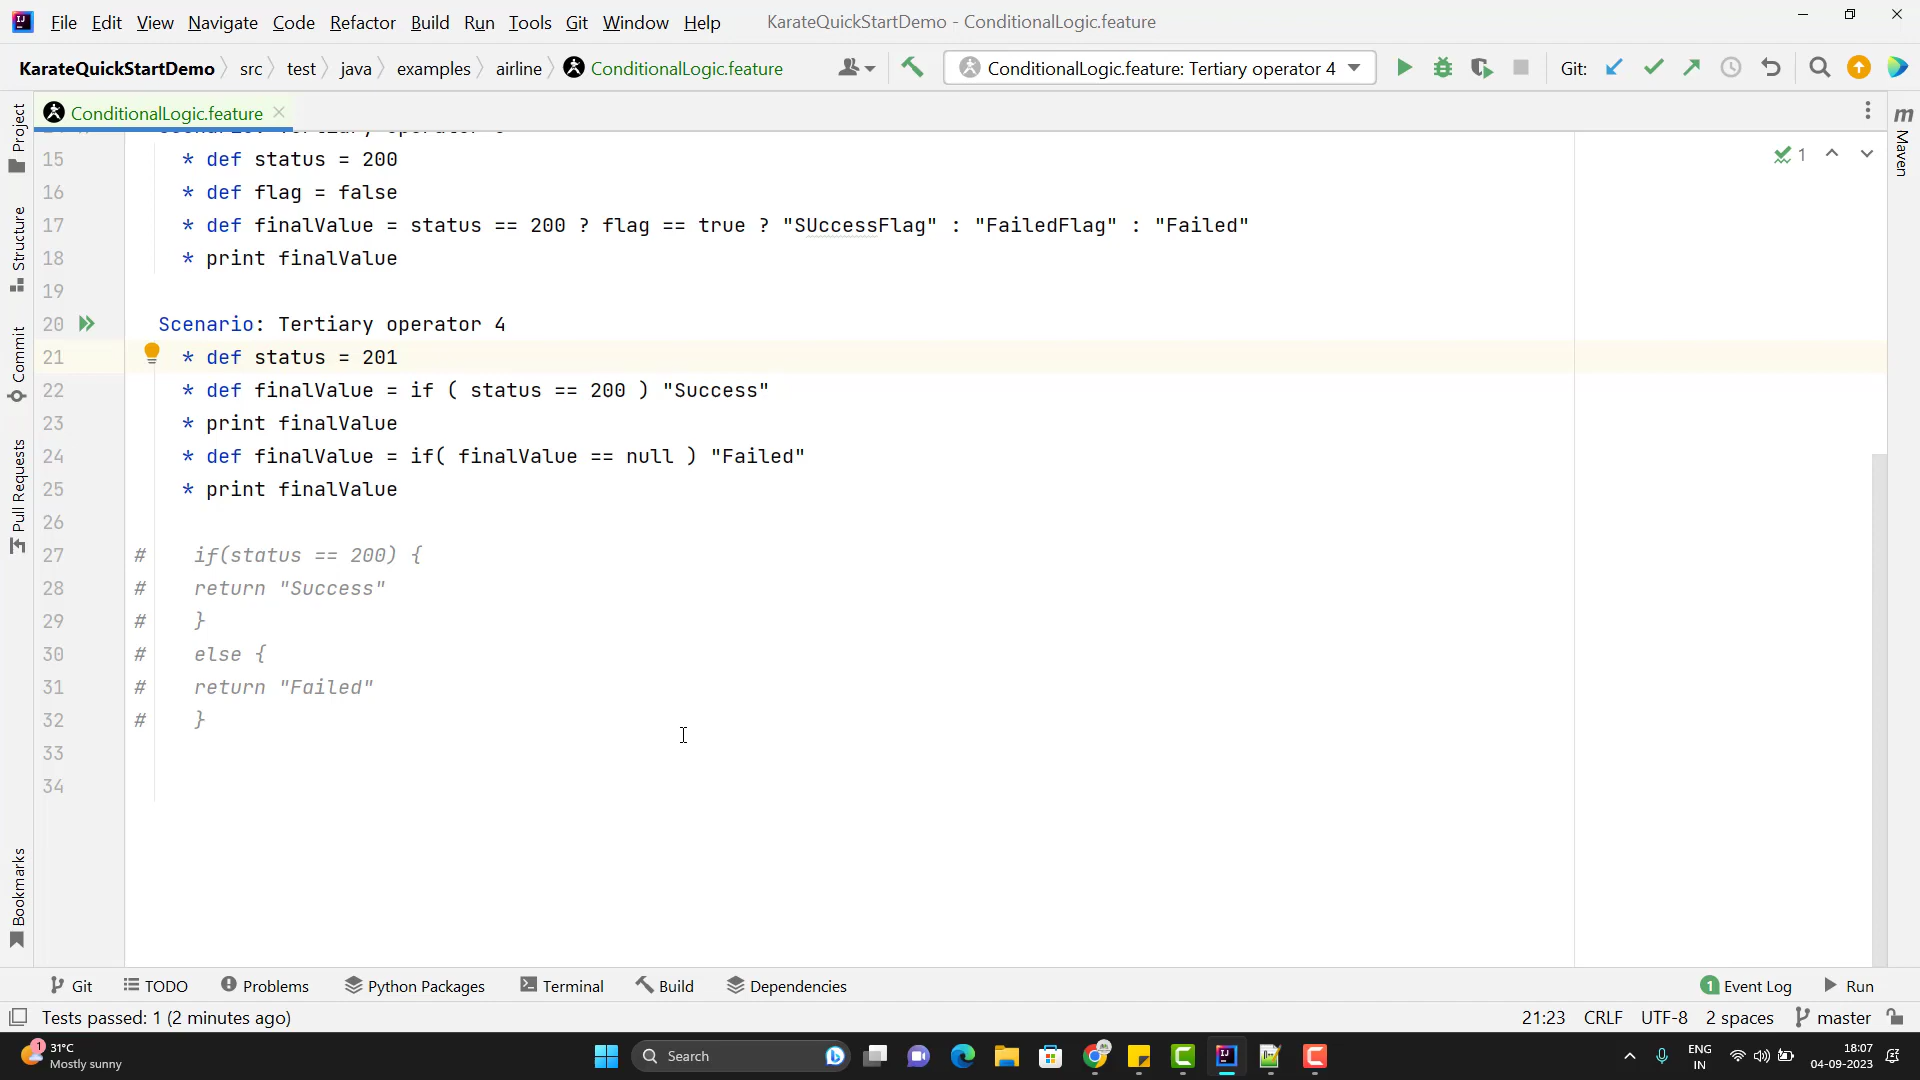 File Edit View Navigate Code Refactor Build Run Tools Git Window Help KarateQuickStartDemo - ConditionalLogic.feature
KarateQuickStartDemo src test java examples airline ConditionalLogic.feature ConditionalLogic.feature: Tertiary operator 4 Git:
ConditionalLogic.feature
15 * def status = 200
16 * def flag = false
17 * def finalValue = status == 200 ? flag == true ? "SUccessFlag" : "FailedFlag" : "Failed"
18 * print finalValue
19
20 Scenario: Tertiary operator 4
21 * def status = 201
22 * def finalValue = if ( status == 200 ) "Success"
23 * print finalValue
24 * def finalValue = if( finalValue == null ) "Failed"
25 * print finalValue
26
27 # if(status == 200) {
28 # return "Success"
29 # }
30 # else {
31 # return "Failed"
32 # }
33
34
1
Project
Structure
Commit
Pull Requests
Bookmarks
m
Maven
Git TODO Problems Python Packages Terminal Build Dependencies 1 Event Log Run
Tests passed: 1 (2 minutes ago) 21:23 CRLF UTF-8 2 spaces master
1 31°C
Mostly sunny
Search
ENG
IN
18:07
04-09-2023